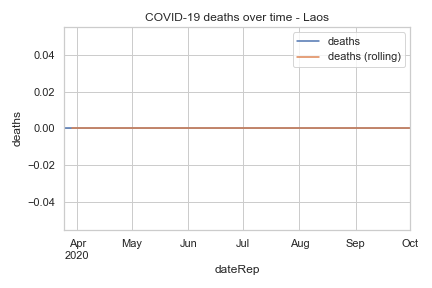 COVID-19 deaths over time - Laos
deaths
deaths (rolling)
0.04
0.02
0.00
−0.02
−0.04
deaths
Apr
2020
May
Jun
Jul
Aug
Sep
Oct
dateRep